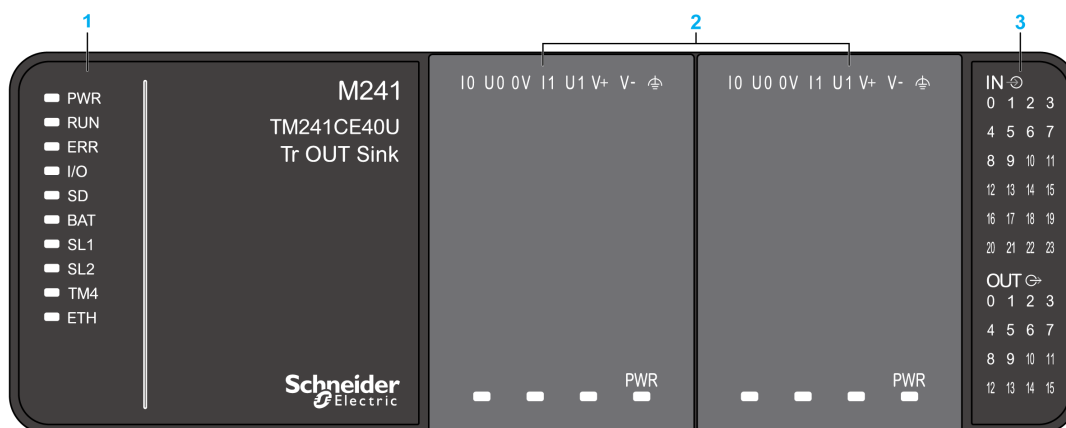 1
2
3
PWR
RUN
ERR
I/O
SD
BAT
SL1
SL2
TM4
ETH
M241
TM241CE40U
Tr OUT Sink
Schneider
Electric
I0 U0 0V I1 U1 V+ V-
PWR
I0 U0 0V I1 U1 V+ V-
PWR
IN
0 1 2 3
4 5 6 7
8 9 10 11
12 13 14 15
16 17 18 19
20 21 22 23
OUT
0 1 2 3
4 5 6 7
8 9 10 11
12 13 14 15